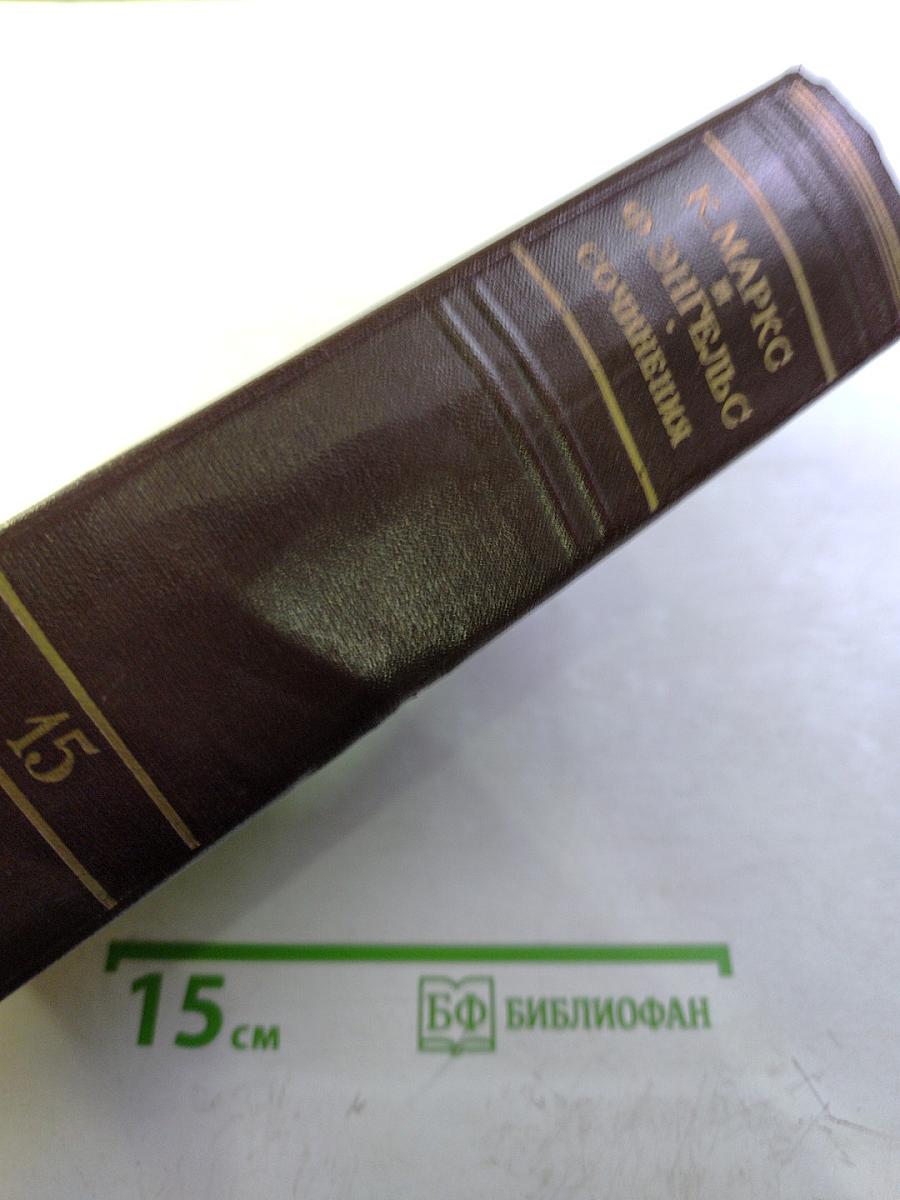 К. МАРКС
И
Ф. ЭНГЕЛЬС
СОЧИНЕНИЯ
15
15 см
БФ БИБЛИОФАН